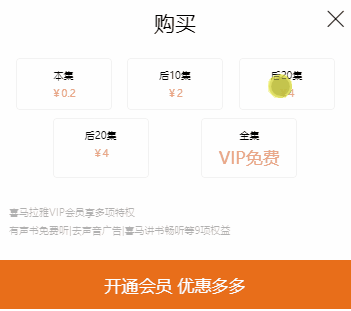 购买
本集
￥0.2
后10集
￥2
后20集
4
后20集
￥4
全集
VIP免费
喜马拉雅VIP会员享多项特权
有声书免费听|去声音广告|喜马讲书畅听等9项权益
开通会员 优惠多多